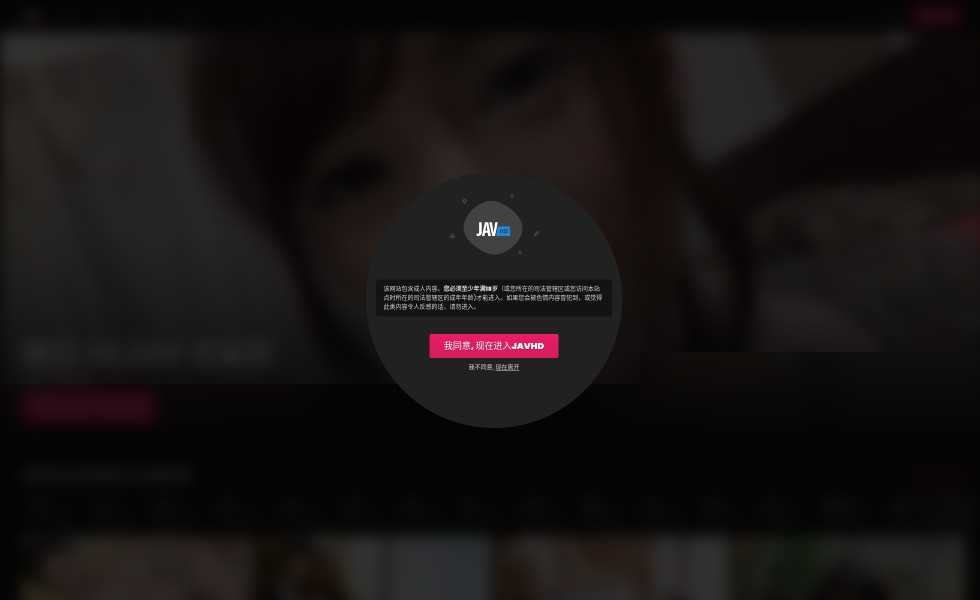 JAV HD
该网站包含成人内容。您必须至少年满18岁（或您所在的司法管辖区或您访问本站
点时所在的司法管辖区的成年年龄)才能进入。如果您会被色情内容冒犯到，或觉得
此类内容令人反感的话，请勿进入。
我同意, 现在进入JAVHD
我不同意, 现在离开